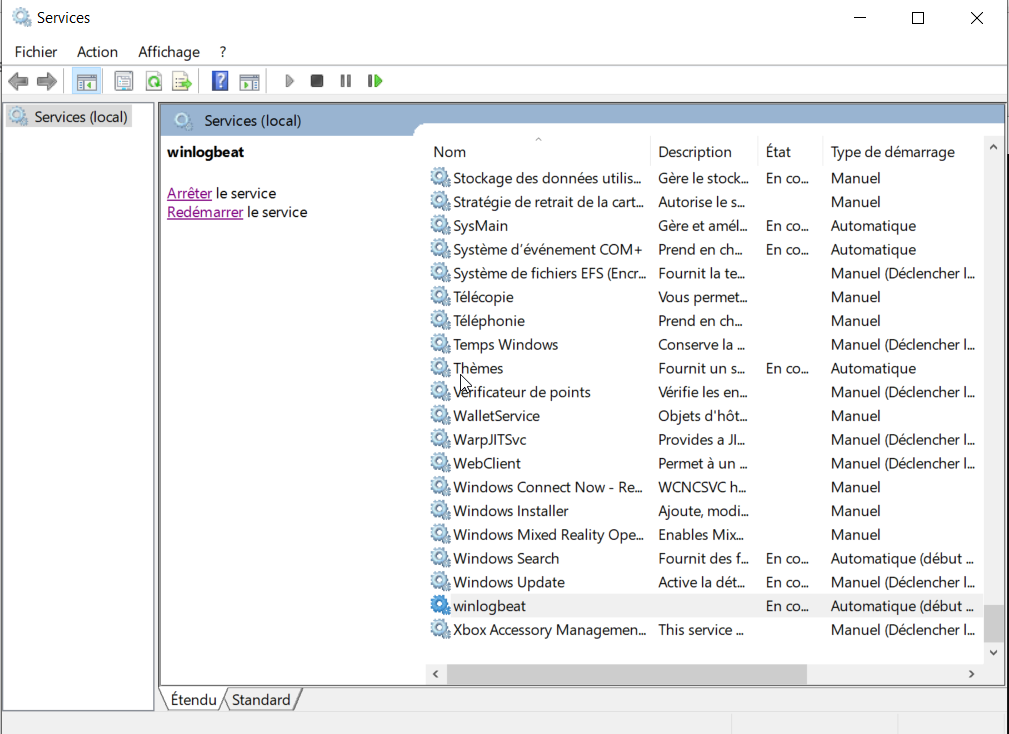 Services
Fichier Action Affichage ?
Services (local)
Services (local)
winlogbeat
Arrêter le service
Redémarrer le service
Nom Description État Type de démarrage
Stockage des données utilis... Gère le stock... En co... Manuel
Stratégie de retrait de la cart... Autorise le s... Manuel
SysMain Gère et amél... En co... Automatique
Système d'événement COM+ Prend en ch... En co... Automatique
Système de fichiers EFS (Encr... Fournit la te... Manuel (Déclencher l...
Télécopie Vous permet... Manuel
Téléphonie Prend en ch... Manuel
Temps Windows Conserve la ... Manuel (Déclencher l...
Thèmes Fournit un s... En co... Automatique
Vérificateur de points Vérifie les en... Manuel (Déclencher l...
WalletService Objets d'hôt... Manuel
WarpJITSvc Provides a JI... Manuel (Déclencher l...
WebClient Permet à un ... Manuel (Déclencher l...
Windows Connect Now - Re... WCNCSVC h... Manuel
Windows Installer Ajoute, modi... Manuel
Windows Mixed Reality Ope... Enables Mix... Manuel
Windows Search Fournit des f... En co... Automatique (début ...
Windows Update Active la dét... En co... Manuel (Déclencher l...
winlogbeat En co... Automatique (début ...
Xbox Accessory Managemen... This service ... Manuel (Déclencher l...
Étendu Standard